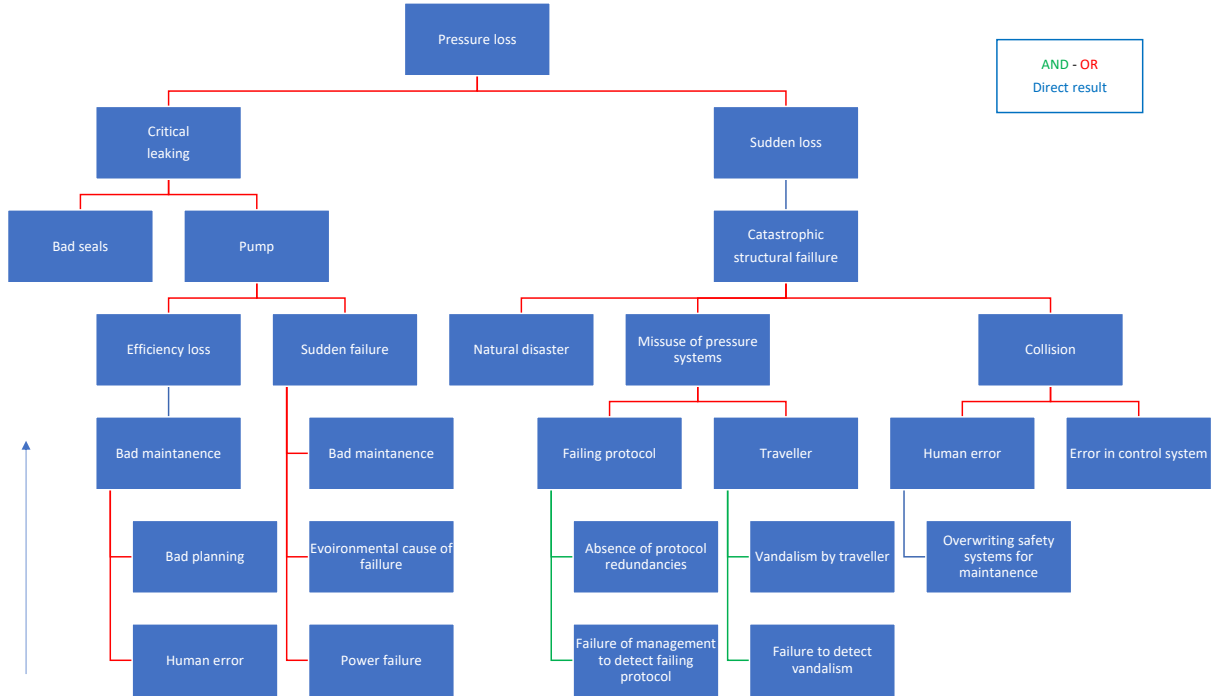 Pressure loss
AND - OR
Direct result
Critical
leaking
Sudden loss
Bad seals
Pump
Catastrophic
structural faillure
Efficiency loss
Sudden failure
Natural disaster
Missuse of pressure
systems
Collision
Bad maintanence
Bad maintanence
Failing protocol
Traveller
Human error
Error in control system
Bad planning
Evoironmental cause of
faillure
Absence of protocol
redundancies
Vandalism by traveller
Overwriting safety
systems for
maintanence
Human error
Power failure
Failure of management
to detect failing
protocol
Failure to detect
vandalism